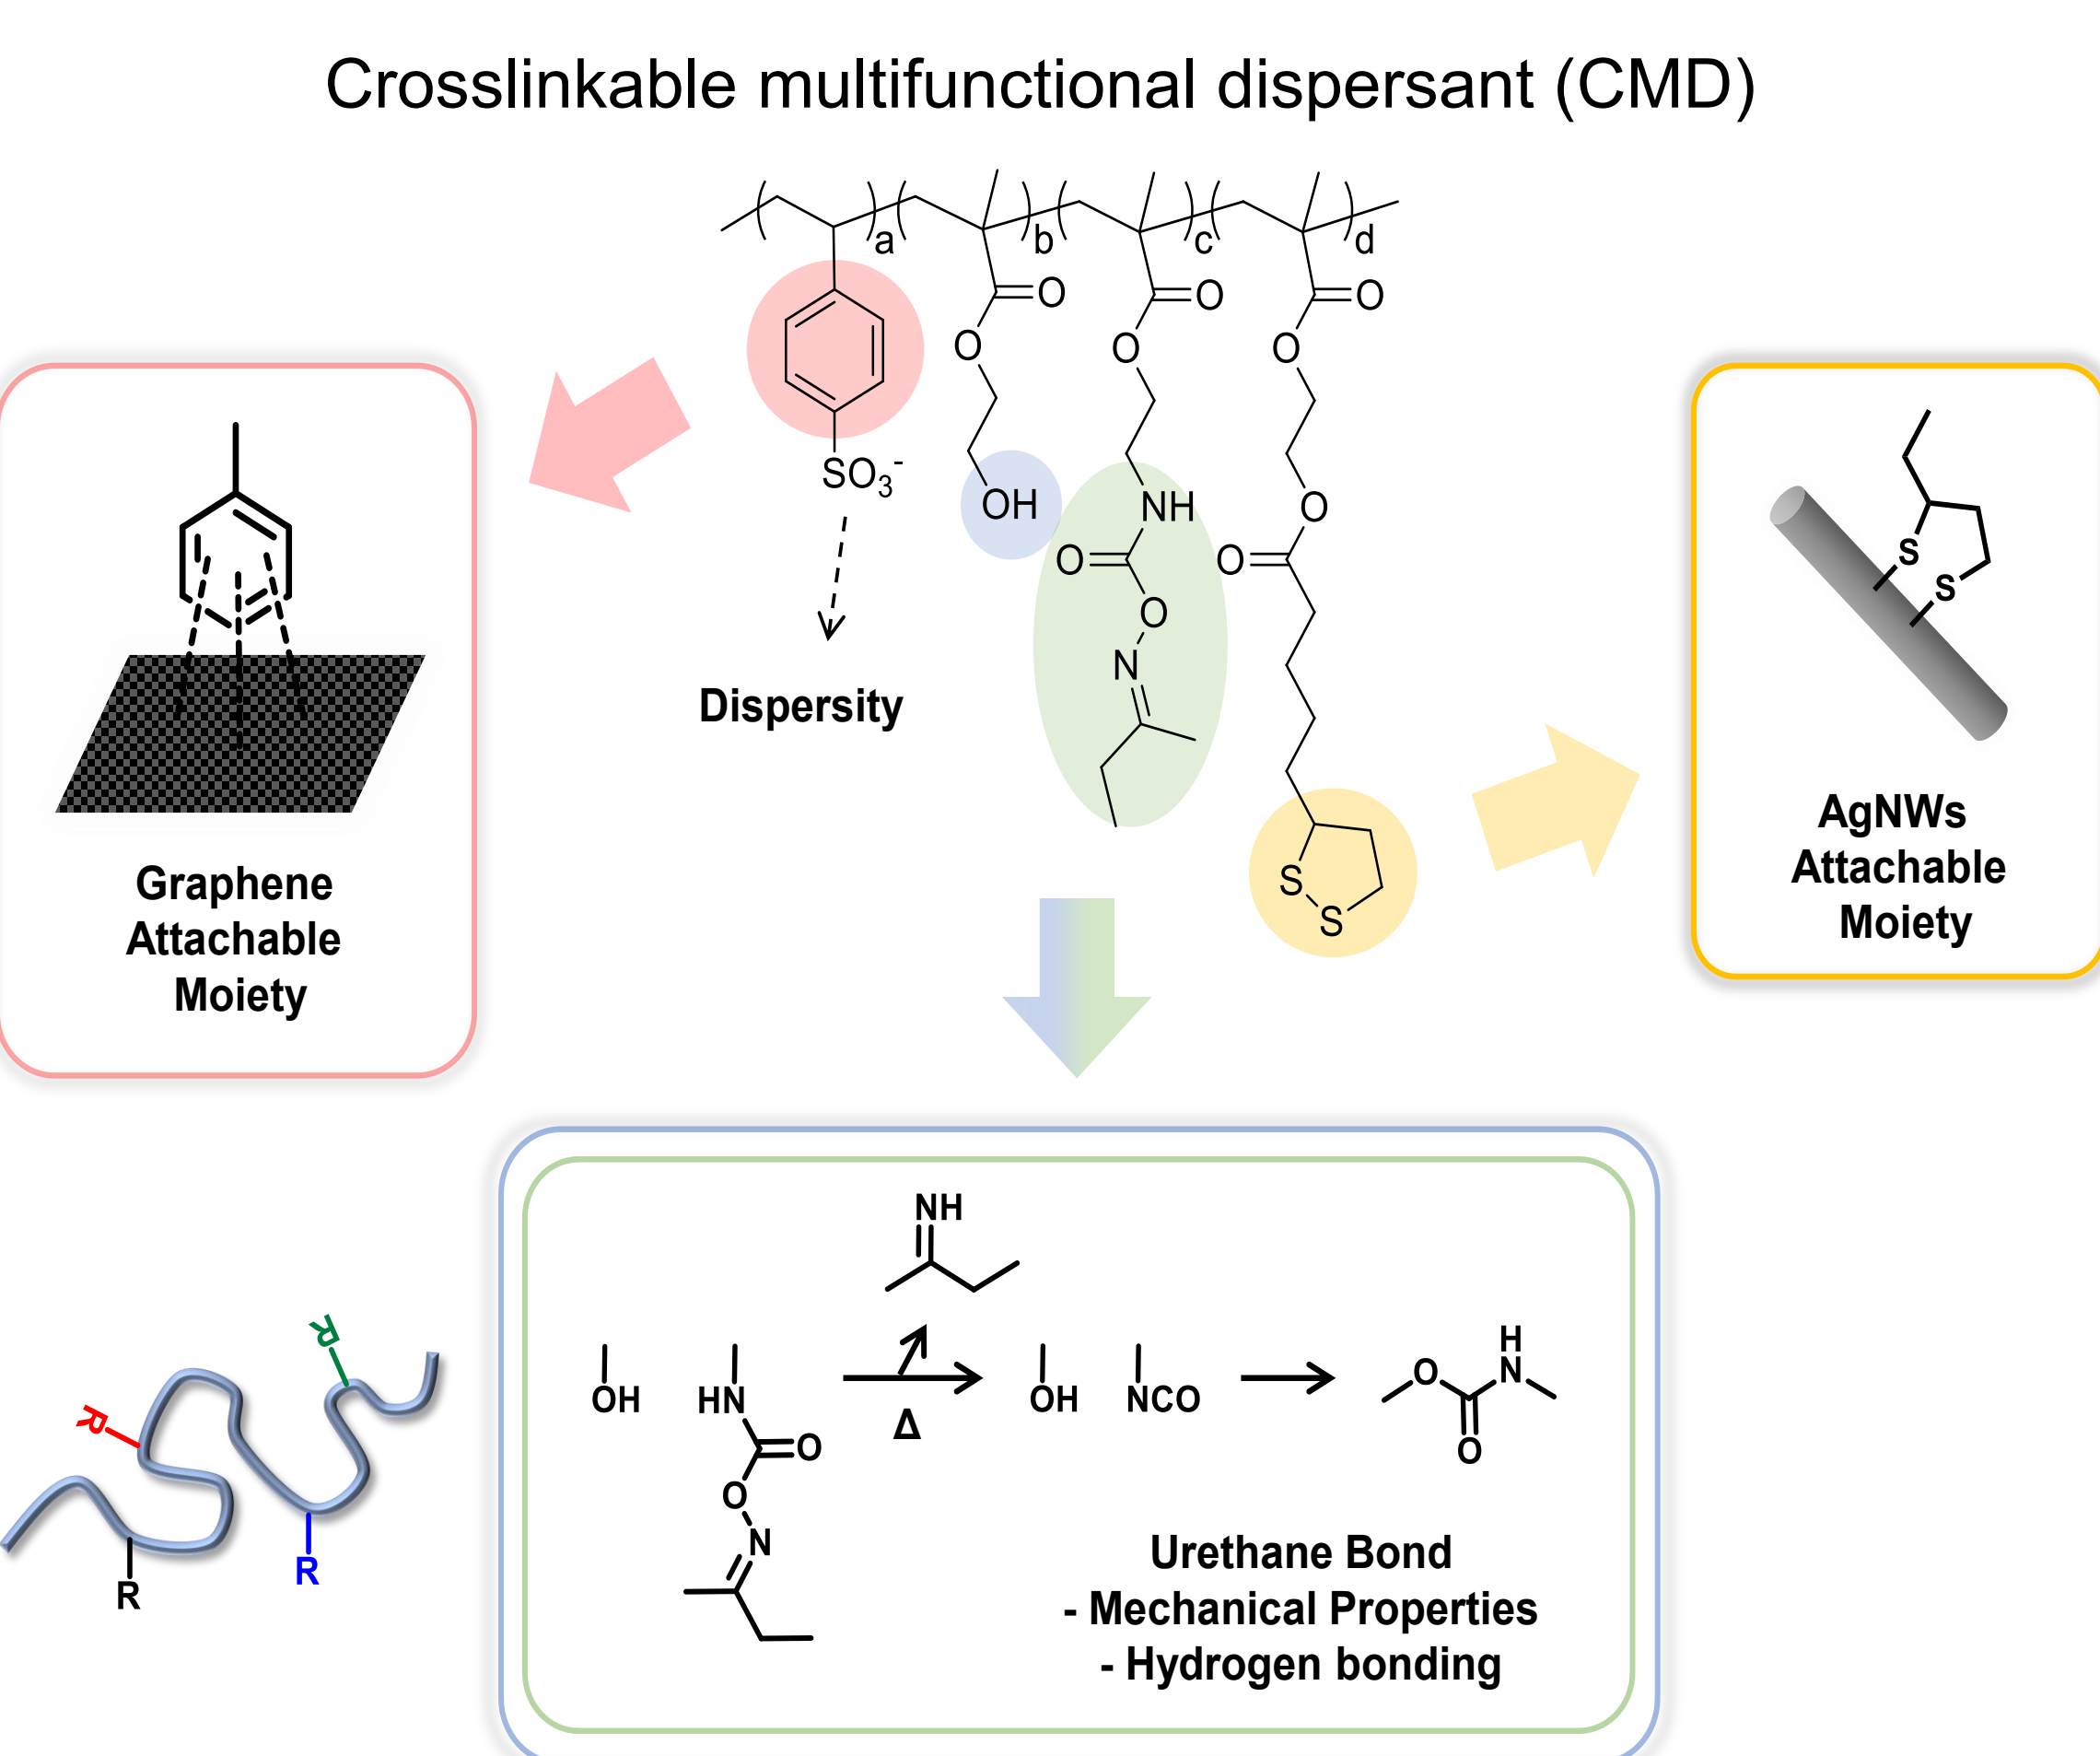 Crosslinkable multifunctional dispersant (CMD)
a b c d
O O O
O O O
SO3-
OH
NH
O
O
O
O
N
S
S
Dispersity
Graphene
Attachable
Moiety
S
S
AgNWs
Attachable
Moiety
NH
OH
HN
O
O
N
Δ
OH
NCO
O
H
N
O
Urethane Bond
- Mechanical Properties
- Hydrogen bonding
R
R
R
R